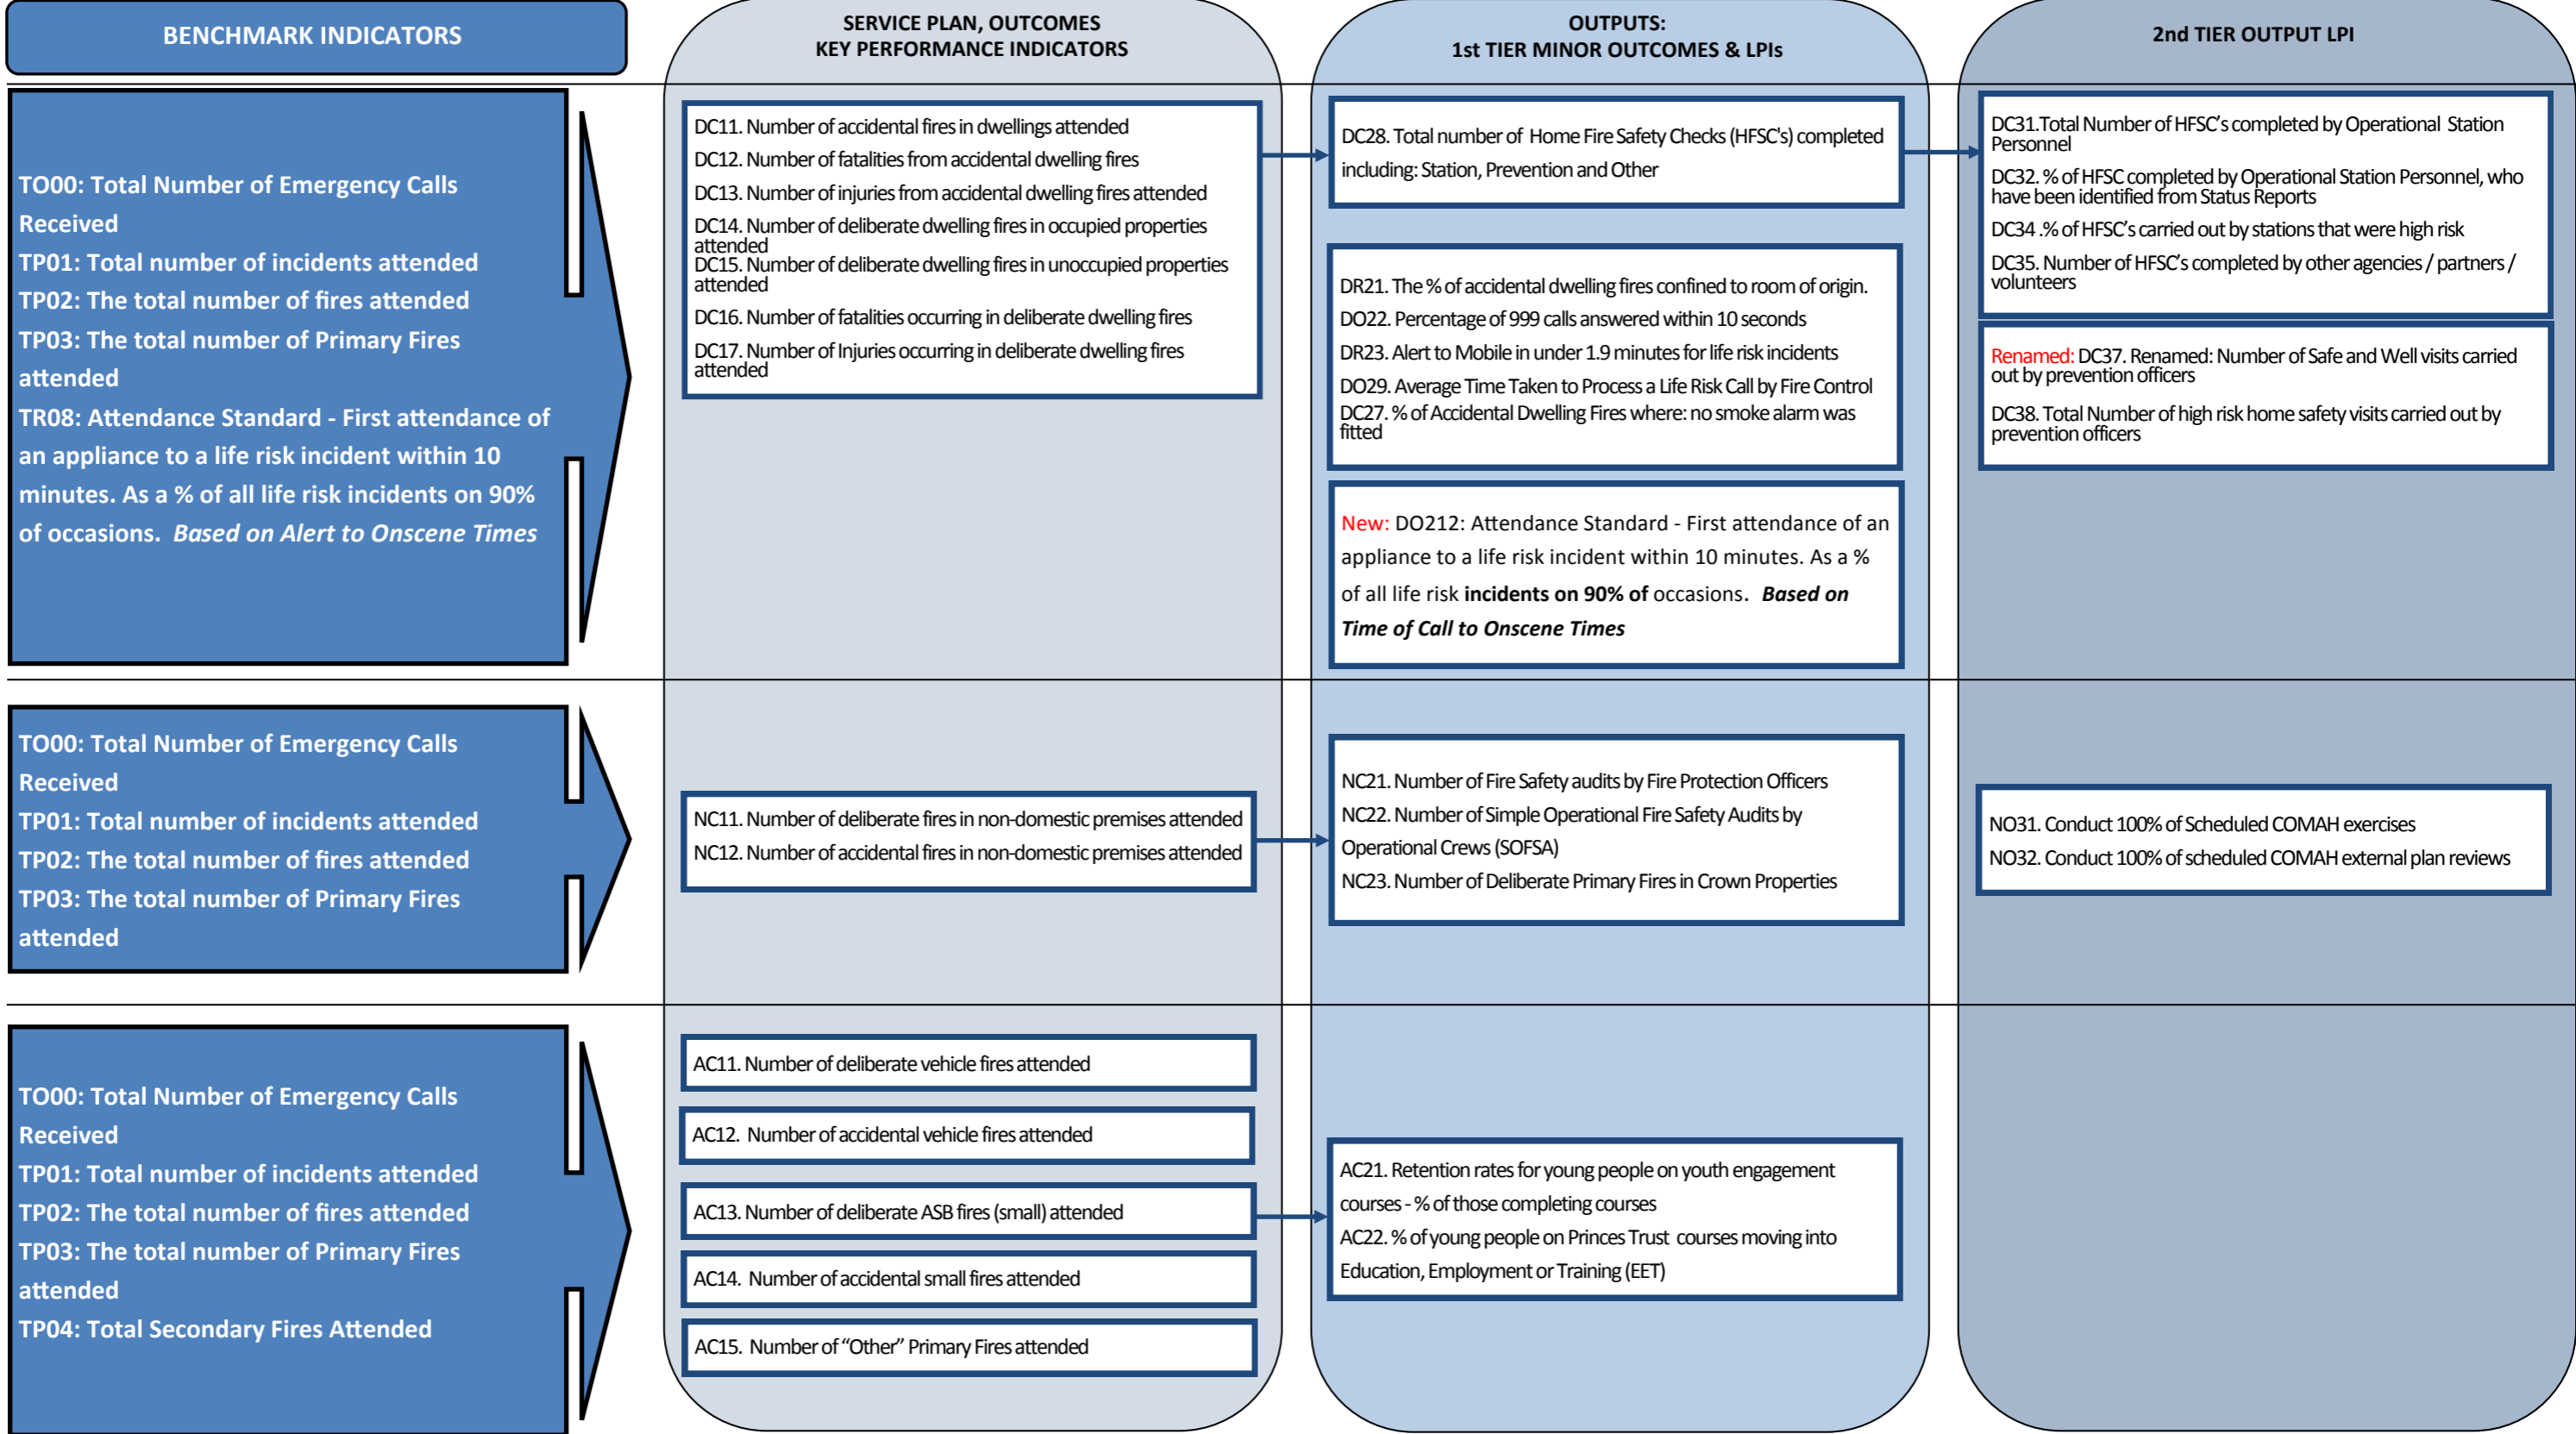 BENCHMARK INDICATORS
SERVICE PLAN, OUTCOMES
KEY PERFORMANCE INDICATORS
OUTPUTS:
1st TIER MINOR OUTCOMES & LPIs
2nd TIER OUTPUT LPI
TO00: Total Number of Emergency Calls
Received
TP01: Total number of incidents attended
TP02: The total number of fires attended
TP03: The total number of Primary Fires
attended
TR08: Attendance Standard - First attendance of
an appliance to a life risk incident within 10
minutes. As a % of all life risk incidents on 90%
of occasions.  Based on Alert to Onscene Times
DC11. Number of accidental fires in dwellings attended
DC12. Number of fatalities from accidental dwelling fires
DC13. Number of injuries from accidental dwelling fires attended
DC14. Number of deliberate dwelling fires in occupied properties
attended
DC15. Number of deliberate dwelling fires in unoccupied properties
attended
DC16. Number of fatalities occurring in deliberate dwelling fires
DC17. Number of Injuries occurring in deliberate dwelling fires
attended
DC28. Total number of  Home Fire Safety Checks (HFSC's) completed
including: Station, Prevention and Other
DR21. The % of accidental dwelling fires confined to room of origin.
DO22. Percentage of 999 calls answered within 10 seconds
DR23. Alert to Mobile in under 1.9 minutes for life risk incidents
DO29. Average Time Taken to Process a Life Risk Call by Fire Control
DC27. % of Accidental Dwelling Fires where: no smoke alarm was
fitted
New: DO212: Attendance Standard - First attendance of an
appliance to a life risk incident within 10 minutes. As a %
of all life risk incidents on 90% of occasions.  Based on
Time of Call to Onscene Times
DC31.Total Number of HFSC’s completed by Operational  Station
Personnel
DC32. % of HFSC completed by Operational Station Personnel, who
have been identified from Status Reports
DC34 .% of HFSC’s carried out by stations that were high risk
DC35. Number of HFSC’s completed by other agencies / partners /
volunteers
Renamed: DC37. Renamed: Number of Safe and Well visits carried
out by prevention officers
DC38. Total Number of high risk home safety visits carried out by
prevention officers
TO00: Total Number of Emergency Calls
Received
TP01: Total number of incidents attended
TP02: The total number of fires attended
TP03: The total number of Primary Fires
attended
NC11. Number of deliberate fires in non-domestic premises attended
NC12. Number of accidental fires in non-domestic premises attended
NC21. Number of Fire Safety audits by Fire Protection Officers
NC22. Number of Simple Operational Fire Safety Audits by
Operational Crews (SOFSA)
NC23. Number of Deliberate Primary Fires in Crown Properties
NO31. Conduct 100% of Scheduled COMAH exercises
NO32. Conduct 100% of scheduled COMAH external plan reviews
TO00: Total Number of Emergency Calls
Received
TP01: Total number of incidents attended
TP02: The total number of fires attended
TP03: The total number of Primary Fires
attended
TP04: Total Secondary Fires Attended
AC11. Number of deliberate vehicle fires attended
AC12.  Number of accidental vehicle fires attended
AC13. Number of deliberate ASB fires (small) attended
AC14.  Number of accidental small fires attended
AC15.  Number of “Other” Primary Fires attended
AC21. Retention rates for young people on youth engagement
courses - % of those completing courses
AC22. % of young people on Princes Trust  courses moving into
Education, Employment or Training (EET)